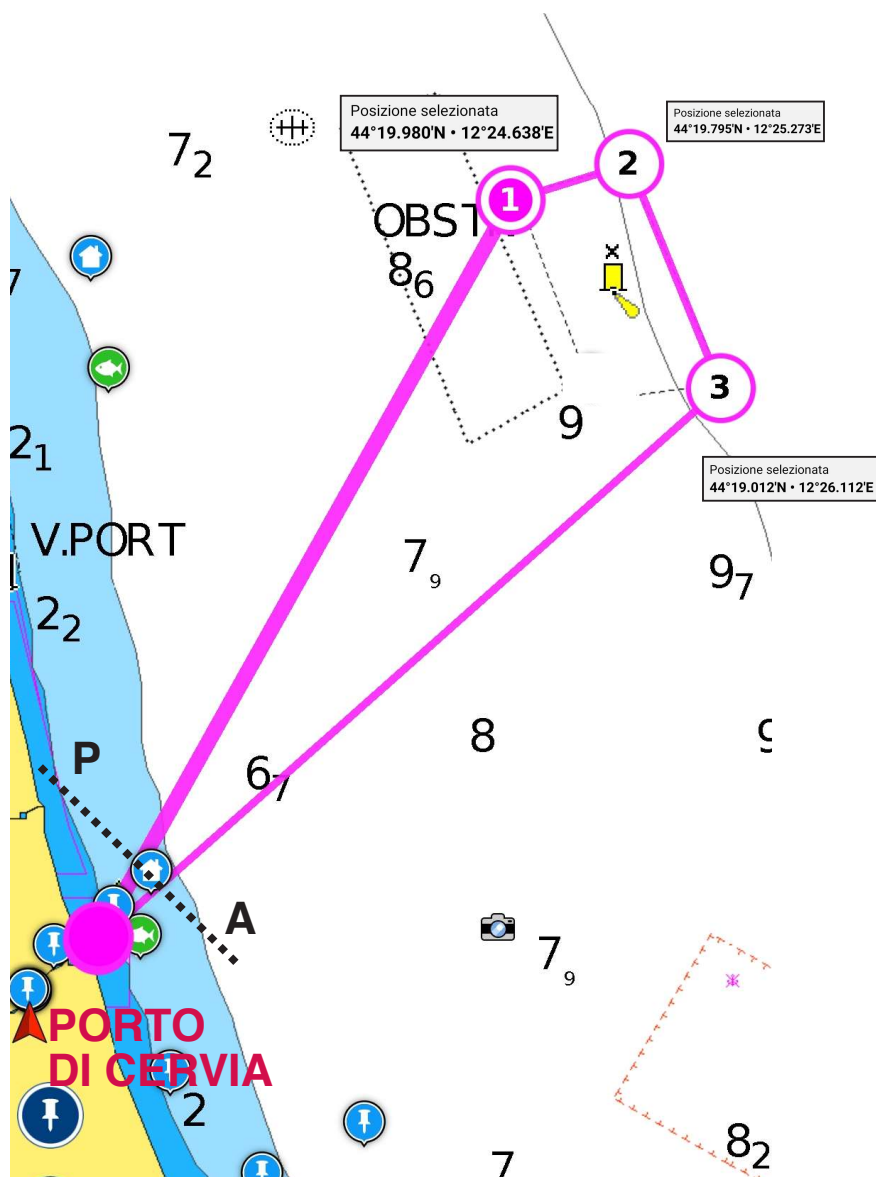 Posizione selezionata
44°19.980'N • 12°24.638'E
Posizione selezionata
44°19.795'N • 12°25.273'E
7₂
1
2
OBST
8₆
7
3
9
2₁
Posizione selezionata
44°19.012'N • 12°26.112'E
V.PORT
7₉
9₇
2₂
8
P
6₇
A
7₉
PORTO
DI CERVIA
2
8₂
7